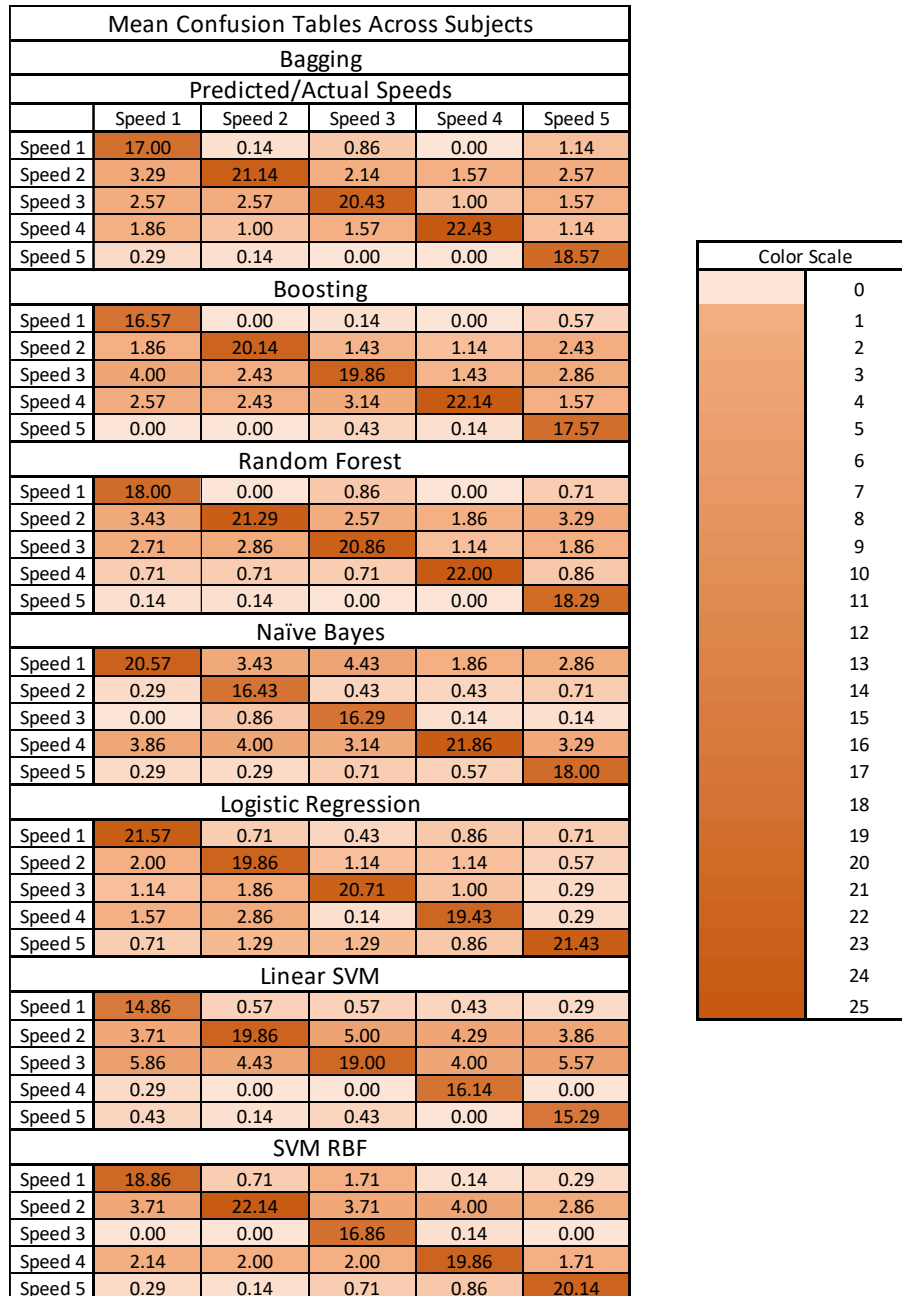 Mean Confusion Tables Across Subjects
Bagging
Predicted/Actual Speeds
Speed 1 Speed 2 Speed 3 Speed 4 Speed 5
Speed 1 17.00 0.14 0.86 0.00 1.14
Speed 2 3.29 21.14 2.14 1.57 2.57
Speed 3 2.57 2.57 20.43 1.00 1.57
Speed 4 1.86 1.00 1.57 22.43 1.14
Speed 5 0.29 0.14 0.00 0.00 18.57
Boosting
Speed 1 16.57 0.00 0.14 0.00 0.57
Speed 2 1.86 20.14 1.43 1.14 2.43
Speed 3 4.00 2.43 19.86 1.43 2.86
Speed 4 2.57 2.43 3.14 22.14 1.57
Speed 5 0.00 0.00 0.43 0.14 17.57
Random Forest
Speed 1 18.00 0.00 0.86 0.00 0.71
Speed 2 3.43 21.29 2.57 1.86 3.29
Speed 3 2.71 2.86 20.86 1.14 1.86
Speed 4 0.71 0.71 0.71 22.00 0.86
Speed 5 0.14 0.14 0.00 0.00 18.29
Naïve Bayes
Speed 1 20.57 3.43 4.43 1.86 2.86
Speed 2 0.29 16.43 0.43 0.43 0.71
Speed 3 0.00 0.86 16.29 0.14 0.14
Speed 4 3.86 4.00 3.14 21.86 3.29
Speed 5 0.29 0.29 0.71 0.57 18.00
Logistic Regression
Speed 1 21.57 0.71 0.43 0.86 0.71
Speed 2 2.00 19.86 1.14 1.14 0.57
Speed 3 1.14 1.86 20.71 1.00 0.29
Speed 4 1.57 2.86 0.14 19.43 0.29
Speed 5 0.71 1.29 1.29 0.86 21.43
Linear SVM
Speed 1 14.86 0.57 0.57 0.43 0.29
Speed 2 3.71 19.86 5.00 4.29 3.86
Speed 3 5.86 4.43 19.00 4.00 5.57
Speed 4 0.29 0.00 0.00 16.14 0.00
Speed 5 0.43 0.14 0.43 0.00 15.29
SVM RBF
Speed 1 18.86 0.71 1.71 0.14 0.29
Speed 2 3.71 22.14 3.71 4.00 2.86
Speed 3 0.00 0.00 16.86 0.14 0.00
Speed 4 2.14 2.00 2.00 19.86 1.71
Speed 5 0.29 0.14 0.71 0.86 20.14
Color Scale
0
1
2
3
4
5
6
7
8
9
10
11
12
13
14
15
16
17
18
19
20
21
22
23
24
25